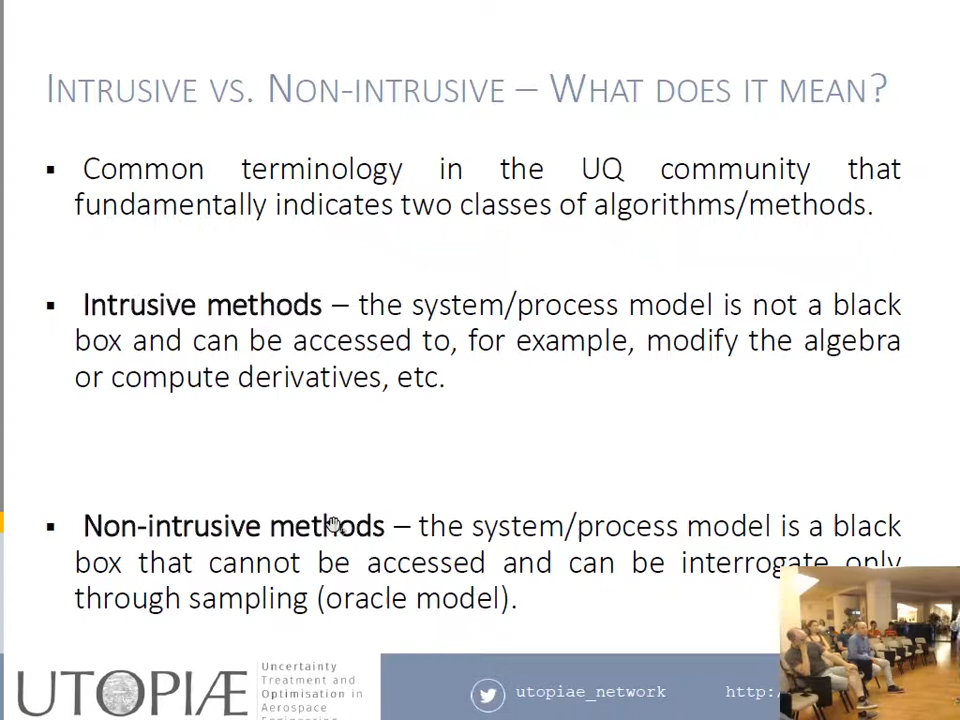 INTRUSIVE VS. NON-INTRUSIVE – WHAT DOES IT MEAN?
▪ Common terminology in the UQ community that
fundamentally indicates two classes of algorithms/methods.
▪ Intrusive methods – the system/process model is not a black
box and can be accessed to, for example, modify the algebra
or compute derivatives, etc.
▪ Non-intrusive methods – the system/process model is a black
box that cannot be accessed and can be interrogate only
through sampling (oracle model).
UTOPIÆ
Uncertainty
Treatment and
Optimisation in
Aerospace
Engineering
utopiae_network
http:/